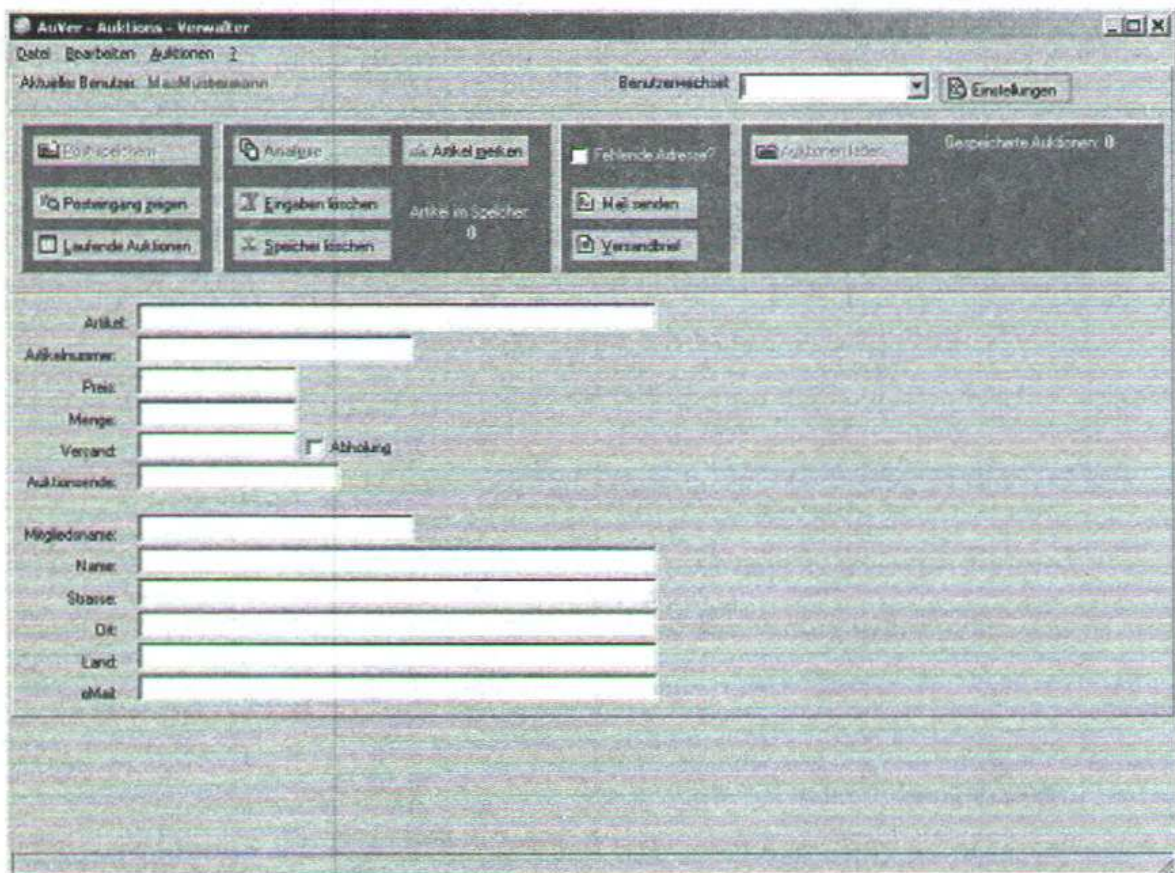 AuVer - Auktions - Verwalter
Datei Bearbeiten Auktionen ?
Aktueller Benutzer: MaxMustermann Benutzerwechsel: Einstellungen
Post speichern Analyse Artikel merken Fehlende Adresse? Auktionen laden... Gespeicherte Auktionen: 0
Posteingang zeigen Eingaben löschen Artikel im Speicher: Mail senden
0
Laufende Auktionen Speicher löschen Versandbrief
Artikel:
Artikelnummer:
Preis:
Menge:
Versand: Abholung
Auktionsende:
Mitgliedsname:
Name:
Strasse:
Ort:
Land:
eMail: